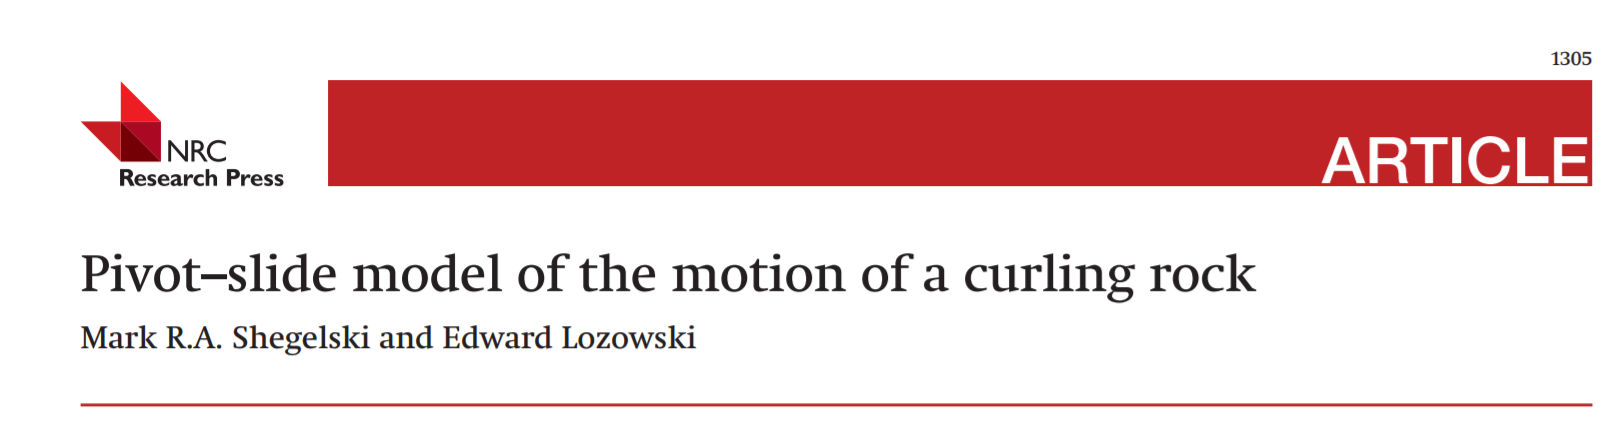 1305
NRC
Research Press
ARTICLE
Pivot–slide model of the motion of a curling rock
Mark R.A. Shegelski and Edward Lozowski